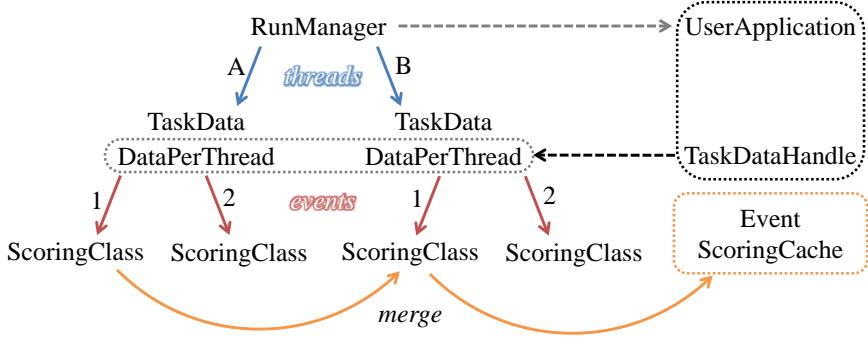 RunManager
UserApplication
A
threads
B
TaskData
TaskData
DataPerThread
DataPerThread
TaskDataHandle
1
2
events
1
2
ScoringClass
ScoringClass
ScoringClass
ScoringClass
Event
ScoringCache
merge